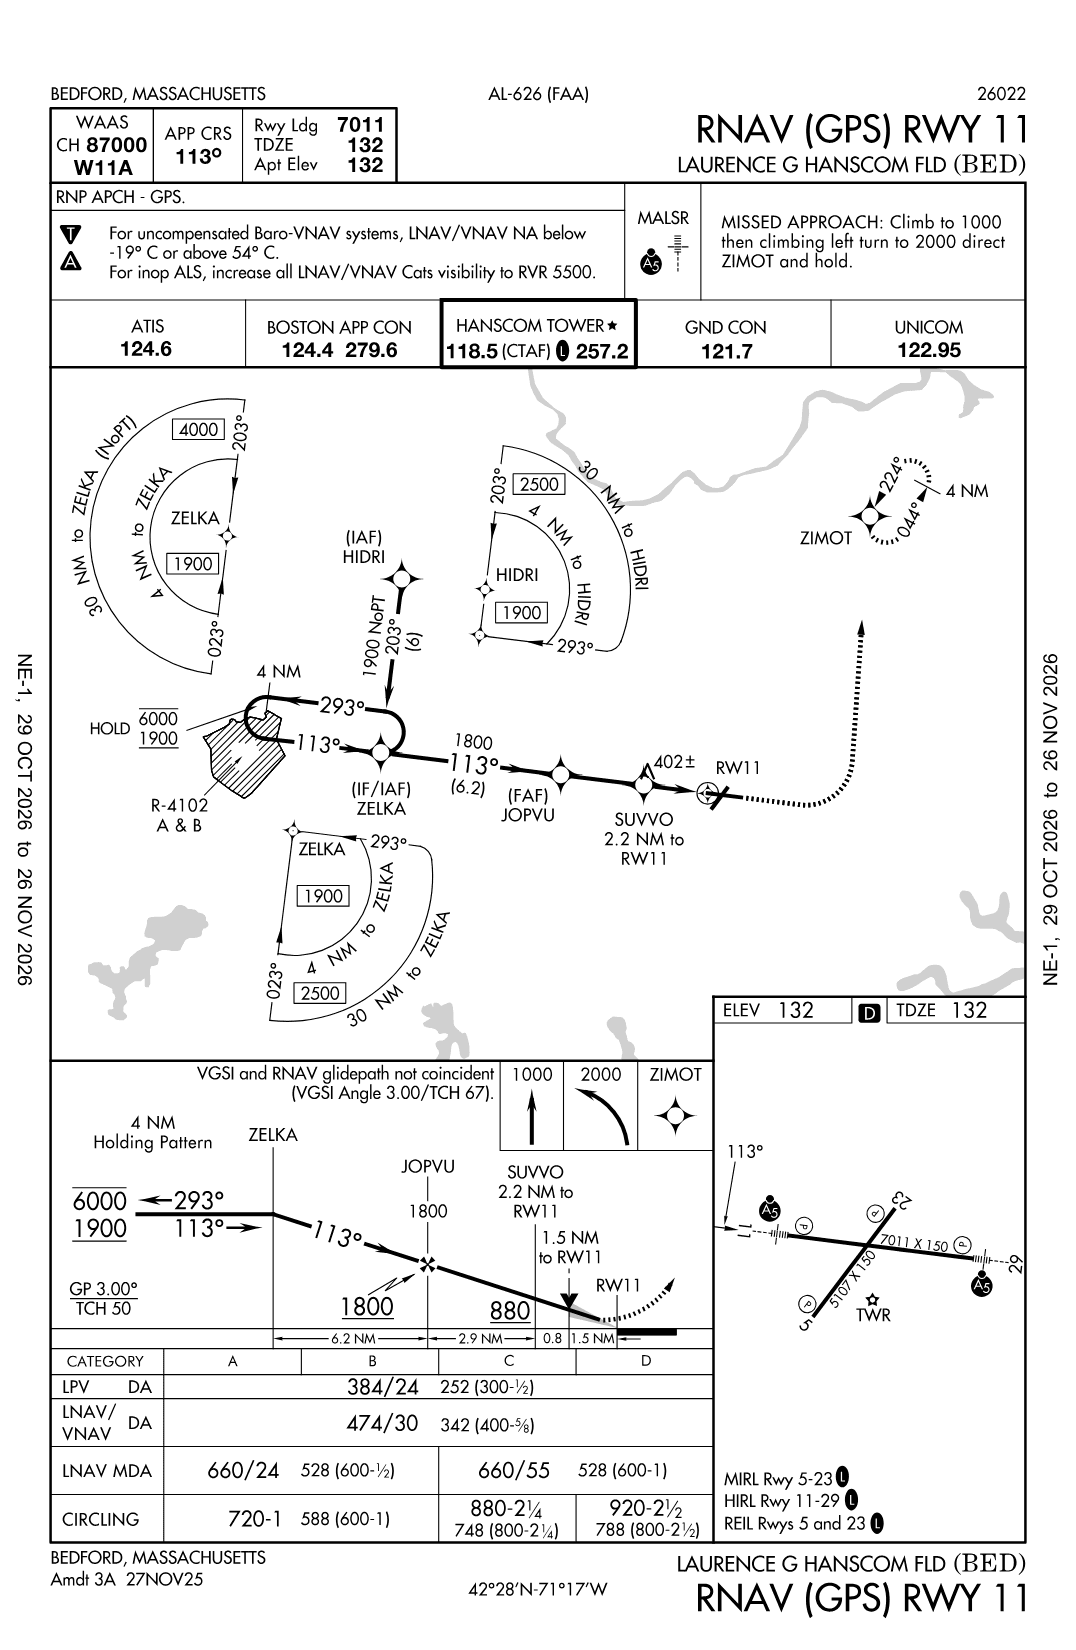 BEDFORD, MASSACHUSETTS
AL-626 (FAA)
26022
WAAS
CH 87000
W11A
APP CRS
113°
Rwy Ldg 7011
TDZE 132
Apt Elev 132
RNAV (GPS) RWY 11
LAURENCE G HANSCOM FLD (BED)
RNP APCH - GPS.
T
A
For uncompensated Baro-VNAV systems, LNAV/VNAV NA below
-19° C or above 54° C.
For inop ALS, increase all LNAV/VNAV Cats visibility to RVR 5500.
MALSR
A5
MISSED APPROACH: Climb to 1000
then climbing left turn to 2000 direct
ZIMOT and hold.
ATIS
124.6
BOSTON APP CON
124.4 279.6
HANSCOM TOWER★
118.5 (CTAF) L 257.2
GND CON
121.7
UNICOM
122.95
30 NM to ZELKA (NoPT)
4000
203°
4 NM to ZELKA
ZELKA
1900
023°
(IAF)
HIDRI
1900 NoPT
203°
(6)
203°
2500
30 NM to HIDRI
4 NM to HIDRI
HIDRI
1900
293°
224°
044°
4 NM
ZIMOT
4 NM
HOLD 6000
1900
293°
113°
R-4102
A & B
(IF/IAF)
ZELKA
1800
113°
(6.2)
(FAF)
JOPVU
402±
SUVVO
2.2 NM to
RW11
RW11
ZELKA
293°
1900
4 NM to ZELKA
023°
2500
30 NM to ZELKA
NE-1, 29 OCT 2026 to 26 NOV 2026
NE-1, 29 OCT 2026 to 26 NOV 2026
ELEV 132
D
TDZE 132
113°
A5
P
11
7011 X 150
P
29
A5
P
23
5107 X 150
P
5
TWR
MIRL Rwy 5-23 L
HIRL Rwy 11-29 L
REIL Rwys 5 and 23 L
VGSI and RNAV glidepath not coincident
(VGSI Angle 3.00/TCH 67).
1000
2000
ZIMOT
4 NM
Holding Pattern
ZELKA
6000
1900
293°
113°
113°
JOPVU
1800
1800
SUVVO
2.2 NM to
RW11
880
1.5 NM
to RW11
RW11
GP 3.00°
TCH 50
6.2 NM
2.9 NM
0.8
1.5 NM
CATEGORY A B C D
LPV DA 384/24 252 (300-½)
LNAV/
VNAV DA 474/30 342 (400-⅝)
LNAV MDA 660/24 528 (600-½) 660/55 528 (600-1)
CIRCLING 720-1 588 (600-1)
880-2¼
748 (800-2¼)
920-2½
788 (800-2½)
BEDFORD, MASSACHUSETTS
Amdt 3A 27NOV25
42°28'N-71°17'W
LAURENCE G HANSCOM FLD (BED)
RNAV (GPS) RWY 11